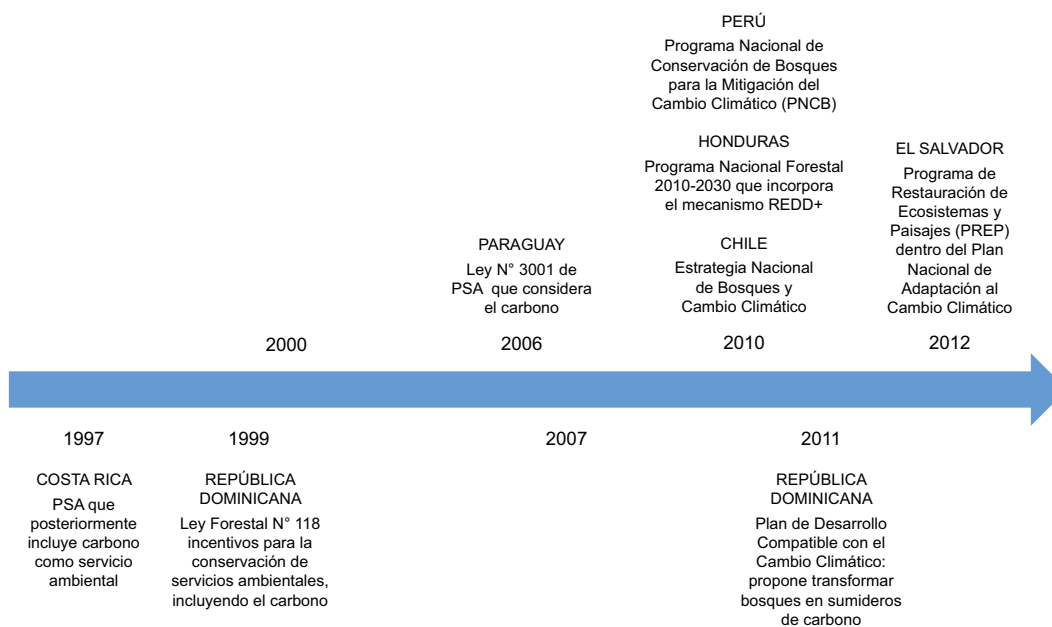 PERÚ
Programa Nacional de
Conservación de Bosques
para la Mitigación del
Cambio Climático (PNCB)
HONDURAS
Programa Nacional Forestal
2010-2030 que incorpora
el mecanismo REDD+
EL SALVADOR
Programa de
Restauración de
Ecosistemas y
Paisajes (PREP)
dentro del Plan
Nacional de
Adaptación al
Cambio Climático
PARAGUAY
Ley N° 3001 de
PSA que considera
el carbono
CHILE
Estrategia Nacional
de Bosques y
Cambio Climático
2000
2006
2010
2012
1997
1999
2007
2011
COSTA RICA
PSA que
posteriormente
incluye carbono
como servicio
ambiental
REPÚBLICA
DOMINICANA
Ley Forestal N° 118
incentivos para la
conservación de
servicios ambientales,
incluyendo el carbono
REPÚBLICA
DOMINICANA
Plan de Desarrollo
Compatible con el
Cambio Climático:
propone transformar
bosques en sumideros
de carbono